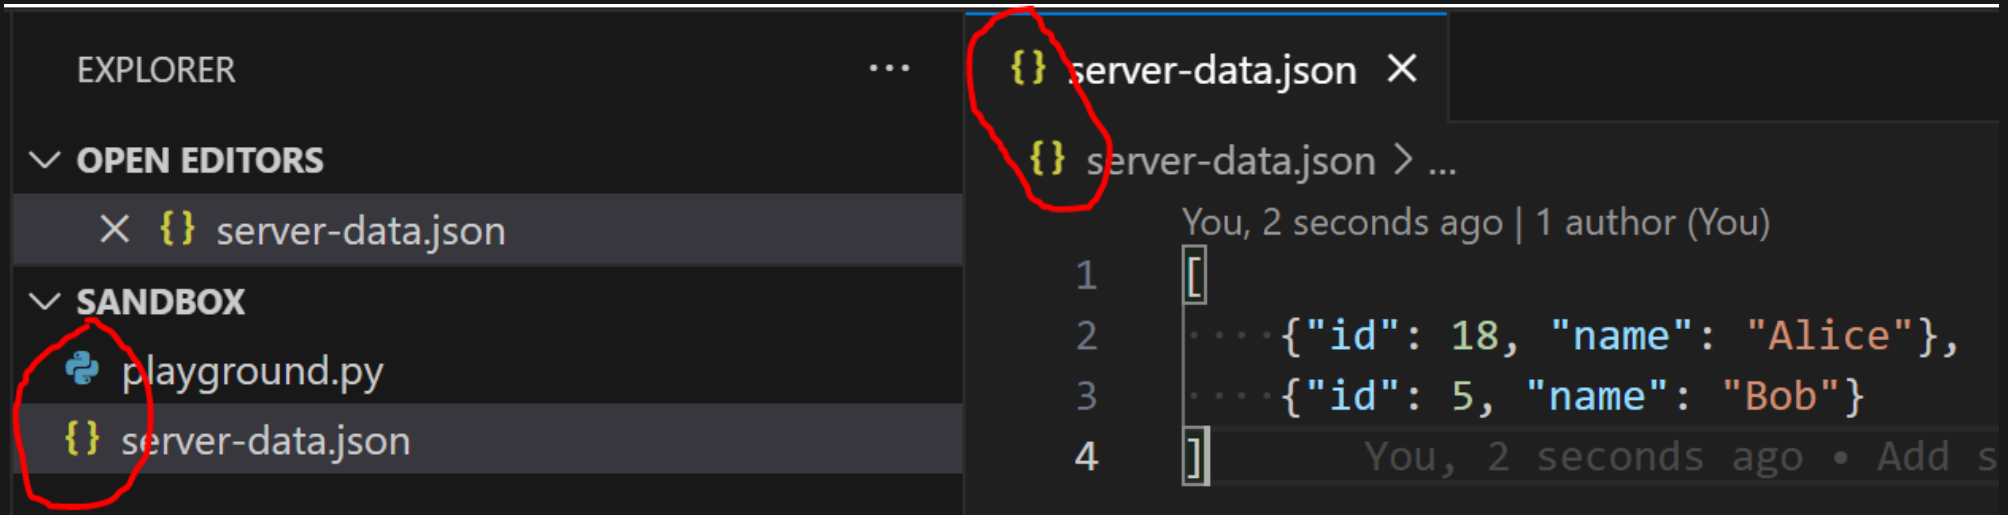 EXPLORER ...
OPEN EDITORS
{} server-data.json
SANDBOX
playground.py
{} server-data.json
{} server-data.json
{} server-data.json > ...
You, 2 seconds ago | 1 author (You)
1 [
2 ····{"id": 18, "name": "Alice"},
3 ····{"id": 5, "name": "Bob"}
4 ] You, 2 seconds ago • Add